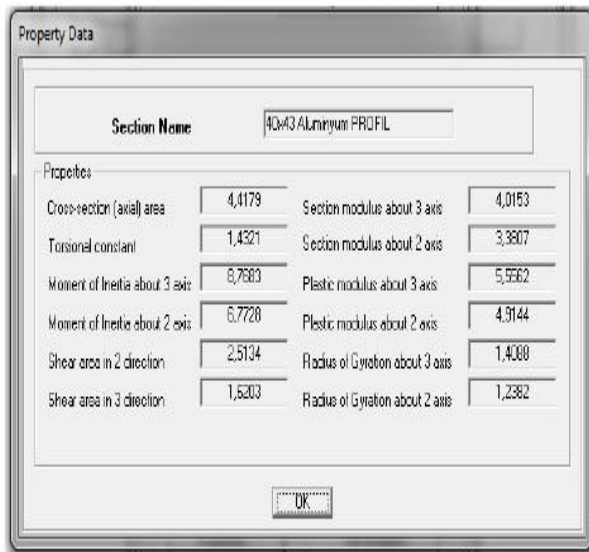 Property Data
Section Name 40x43 Aluminyum PROFIL
Properties
Cross-section (axial) area 4,4179 Section modulus about 3 axis 4,0153
Torsional constant 1,4321 Section modulus about 2 axis 3,3807
Moment of Inertia about 3 axis 8,7683 Plastic modulus about 3 axis 5,5562
Moment of Inertia about 2 axis 6,7728 Plastic modulus about 2 axis 4,9144
Shear area in 2 direction 2,5134 Radius of Gyration about 3 axis 1,4088
Shear area in 3 direction Radius of Gyration about 2 axis 1,2382
OK